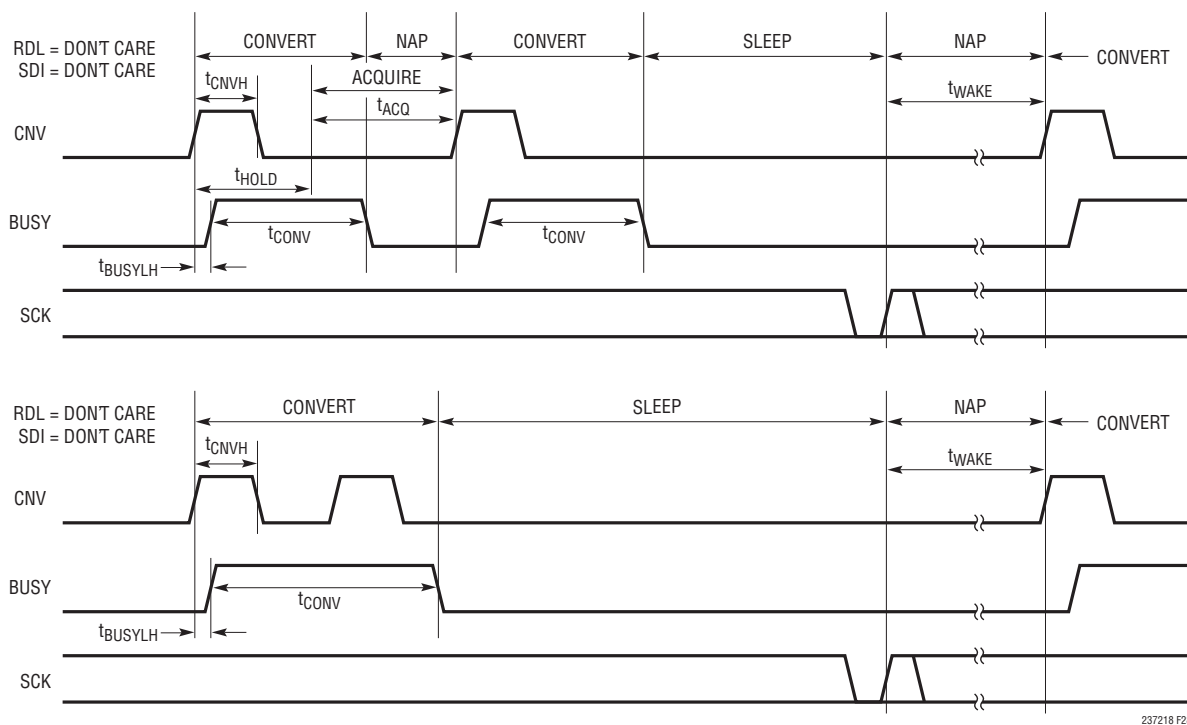 RDL = DON'T CARE
SDI = DON'T CARE
CONVERT
NAP
CONVERT
SLEEP
NAP
CONVERT
tCNVH
ACQUIRE
tACQ
tWAKE
CNV
tHOLD
BUSY
tCONV
tCONV
tBUSYLH
SCK
RDL = DON'T CARE
SDI = DON'T CARE
CONVERT
SLEEP
NAP
CONVERT
tCNVH
tWAKE
CNV
BUSY
tCONV
tBUSYLH
SCK
237218 F2